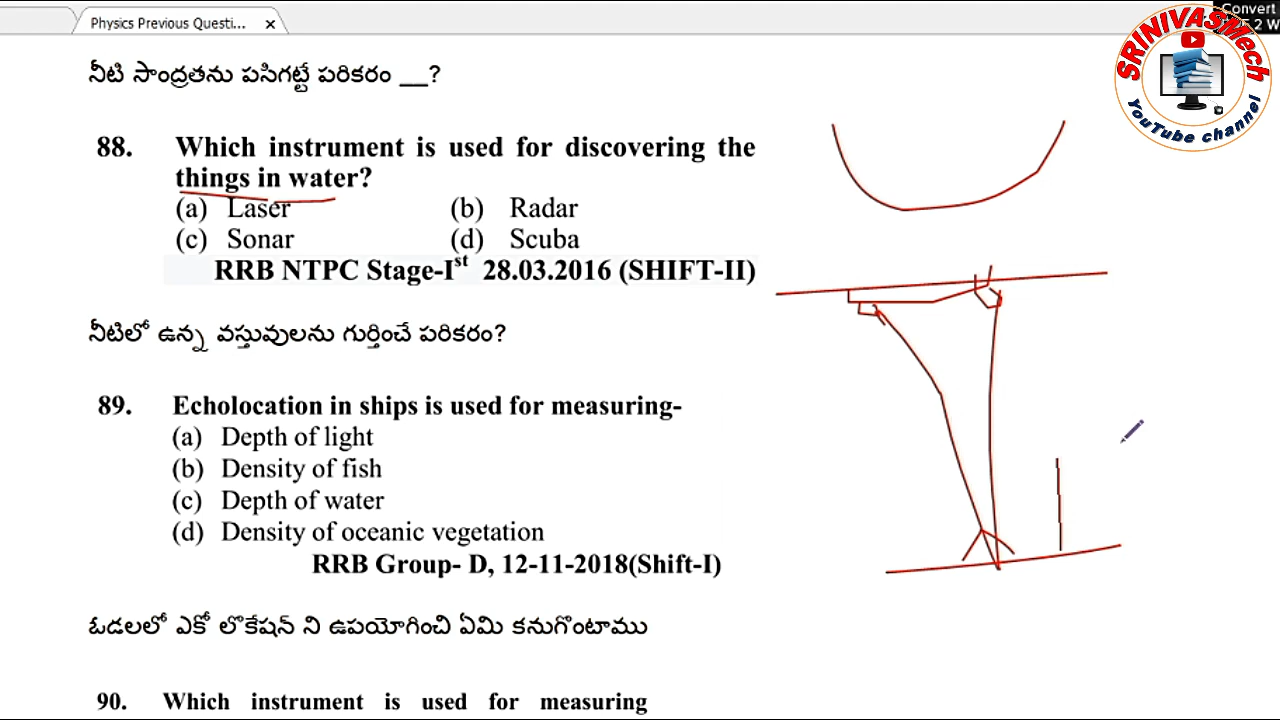 Physics Previous Questi... ×
Convert
2 W
SRINIVASMech
YouTube channel
నీటి సాంద్రతను పసిగట్టే పరికరం __?
88. Which instrument is used for discovering the
things in water?
(a) Laser (b) Radar
(c) Sonar (d) Scuba
RRB NTPC Stage-Ist 28.03.2016 (SHIFT-II)
నీటిలో ఉన్న వస్తువులను గుర్తించే పరికరం?
89. Echolocation in ships is used for measuring-
(a) Depth of light
(b) Density of fish
(c) Depth of water
(d) Density of oceanic vegetation
RRB Group- D, 12-11-2018(Shift-I)
ఓడలలో ఎకో లొకేషన్ ని ఉపయోగించి ఏమి కనుగొంటాము
90. Which instrument is used for measuring